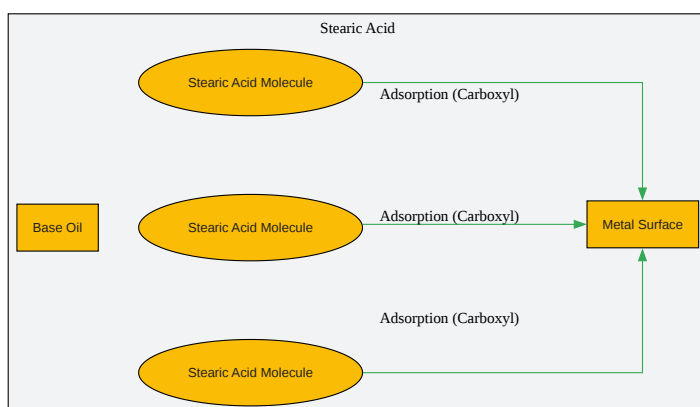 Stearic Acid
Stearic Acid Molecule
Adsorption (Carboxyl)
Base Oil
Stearic Acid Molecule
Adsorption (Carboxyl)
Metal Surface
Adsorption (Carboxyl)
Stearic Acid Molecule